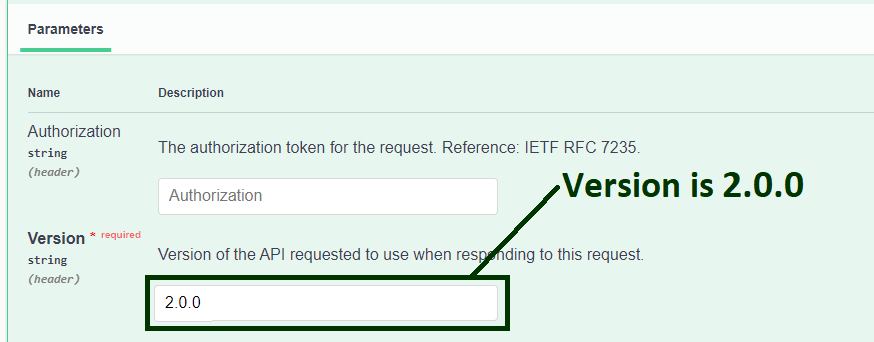 Parameters
Name Description
Authorization
string
(header)
The authorization token for the request. Reference: IETF RFC 7235.
Authorization
Version is 2.0.0
Version * required
string
(header)
Version of the API requested to use when responding to this request.
2.0.0